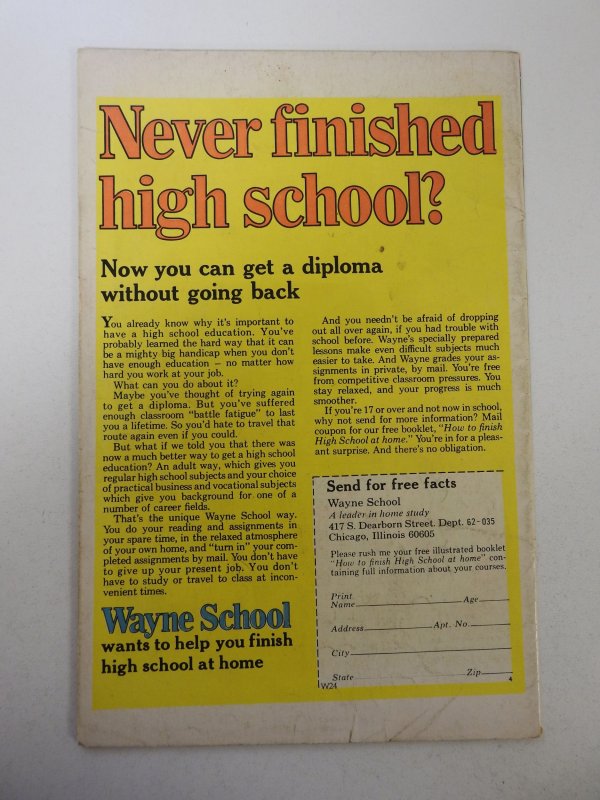 Never finished
high school?
Now you can get a diploma
without going back
You already know why it's important to
have a high school education. You've
probably learned the hard way that it can
be a mighty big handicap when you don't
have enough education – no matter how
hard you work at your job.
What can you do about it?
Maybe you've thought of trying again
to get a diploma. But you've suffered
enough classroom "battle fatigue" to last
you a lifetime. So you'd hate to travel that
route again even if you could.
But what if we told you that there was
now a much better way to get a high school
education? An adult way, which gives you
regular high school subjects and your choice
of practical business and vocational subjects
which give you background for one of a
number of career fields.
That's the unique Wayne School way.
You do your reading and assignments in
your spare time, in the relaxed atmosphere
of your own home, and "turn in" your com-
pleted assignments by mail. You don't have
to give up your present job. You don't
have to study or travel to class at incon-
venient times.
Wayne School
wants to help you finish
high school at home
And you needn't be afraid of dropping
out all over again, if you had trouble with
school before. Wayne's specially prepared
lessons make even difficult subjects much
easier to take. And Wayne grades your as-
signments in private, by mail. You're free
from competitive classroom pressures. You
stay relaxed, and your progress is much
smoother.
If you're 17 or over and not now in school,
why not send for more information? Mail
coupon for our free booklet, "How to finish
High School at home." You're in for a pleas-
ant surprise. And there's no obligation.
Send for free facts
Wayne School
A leader in home study
417 S. Dearborn Street. Dept. 62-035
Chicago, Illinois 60605
Please rush me your free illustrated booklet
"How to finish High School at home" con-
taining full information about your courses.
Print
Name Age
Address Apt. No.
City
State Zip
W24 4